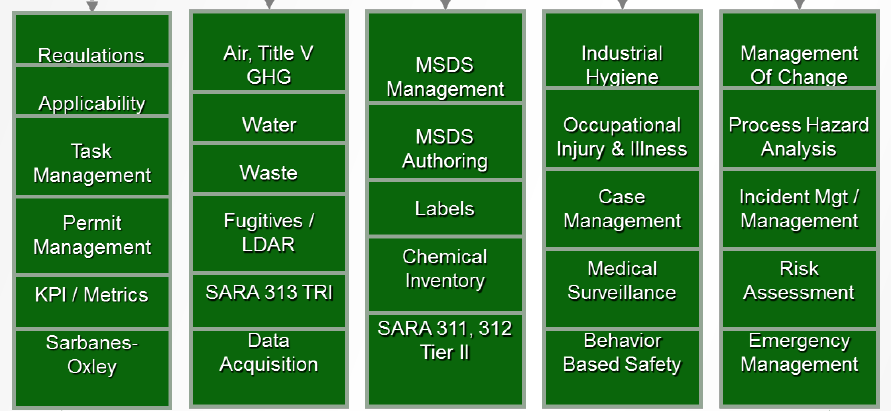 Regulations
Applicability
Task
Management
Permit
Management
KPI / Metrics
Sarbanes-
Oxley
Air, Title V
GHG
Water
Waste
Fugitives /
LDAR
SARA 313 TRI
Data
Acquisition
MSDS
Management
MSDS
Authoring
Labels
Chemical
Inventory
SARA 311, 312
Tier II
Industrial
Hygiene
Occupational
Injury & Illness
Case
Management
Medical
Surveillance
Behavior
Based Safety
Management
Of Change
Process Hazard
Analysis
Incident Mgt /
Management
Risk
Assessment
Emergency
Management